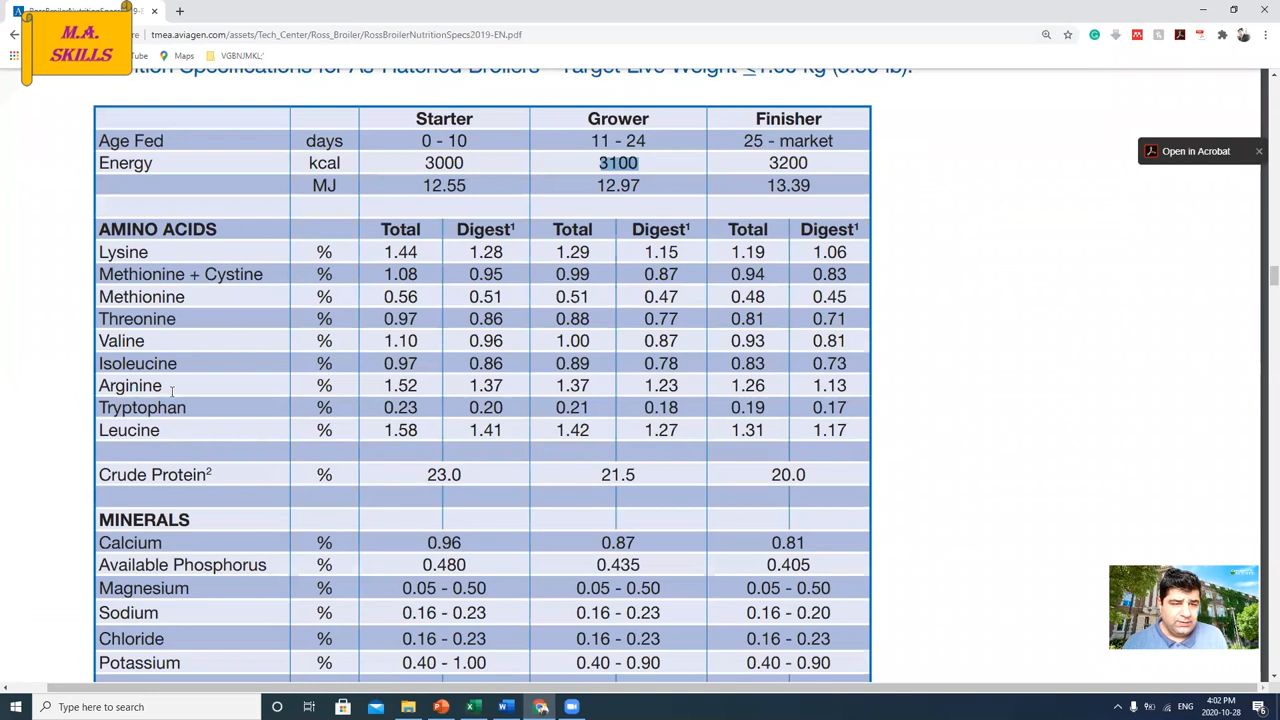 RossBroilerNutritionSpecs2019-E
M.A.
SKILLS
tmea.aviagen.com/assets/Tech_Center/Ross_Broiler/RossBroilerNutritionSpecs2019-EN.pdf
Tube
Maps
VGBNJMKL;'
Nutrition Specifications for As-Hatched Broilers - Target Live Weight
Open in Acrobat
Starter Grower Finisher
Age Fed days 0 - 10 11 - 24 25 - market
Energy kcal 3000 3100 3200
MJ 12.55 12.97 13.39
AMINO ACIDS Total Digest¹ Total Digest¹ Total Digest¹
Lysine % 1.44 1.28 1.29 1.15 1.19 1.06
Methionine + Cystine % 1.08 0.95 0.99 0.87 0.94 0.83
Methionine % 0.56 0.51 0.51 0.47 0.48 0.45
Threonine % 0.97 0.86 0.88 0.77 0.81 0.71
Valine % 1.10 0.96 1.00 0.87 0.93 0.81
Isoleucine % 0.97 0.86 0.89 0.78 0.83 0.73
Arginine % 1.52 1.37 1.37 1.23 1.26 1.13
Tryptophan % 0.23 0.20 0.21 0.18 0.19 0.17
Leucine % 1.58 1.41 1.42 1.27 1.31 1.17
Crude Protein² % 23.0 21.5 20.0
MINERALS
Calcium % 0.96 0.87 0.81
Available Phosphorus % 0.480 0.435 0.405
Magnesium % 0.05 - 0.50 0.05 - 0.50 0.05 - 0.50
Sodium % 0.16 - 0.23 0.16 - 0.23 0.16 - 0.20
Chloride % 0.16 - 0.23 0.16 - 0.23 0.16 - 0.23
Potassium % 0.40 - 1.00 0.40 - 0.90 0.40 - 0.90
Type here to search
ENG
4:02 PM
2020-10-28